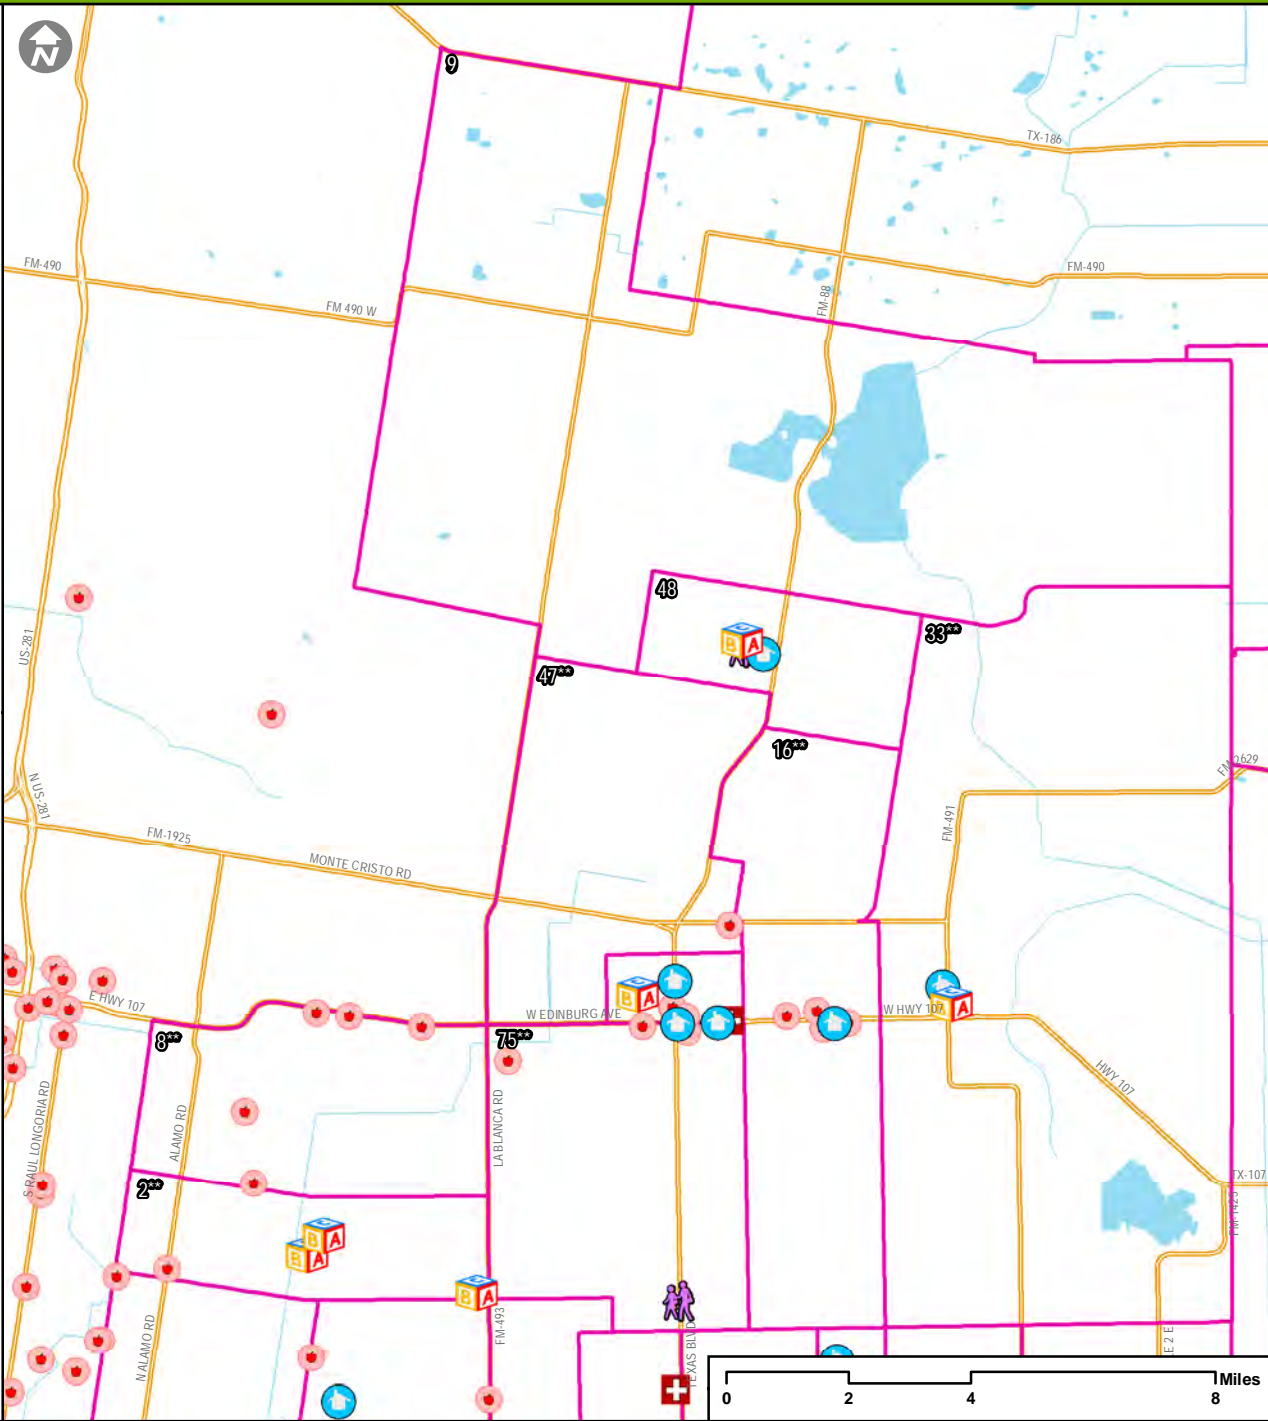 N
9
TX-186
FM-490
FM-490
FM 490 W
FM-88
48
33**
US-281
47**
16**
FM-2629
N US-281
FM-491
FM-1925
MONTE CRISTO RD
E HWY 107
W EDINBURG AVE
W HWY 107
8**
75**
HWY 107
S RAUL LONGORIA RD
ALAMO RD
LA BLANCA RD
2**
TX-107
FM-1425
N ALAMO RD
FM-493
TEXAS BLVD
E 2 E
Miles
0 2 4 8